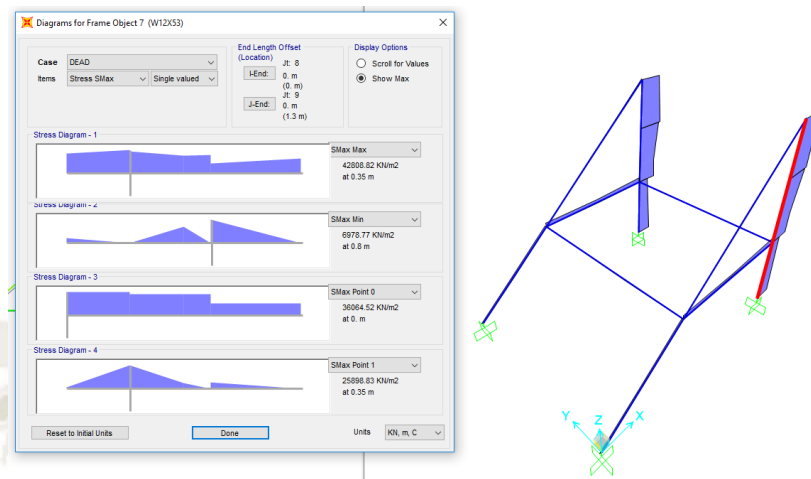 Diagrams for Frame Object 7 (W12X53)
Case DEAD
Items Stress SMax Single valued
End Length Offset
(Location)
Jt: 8
I-End: 0. m
(0. m)
Jt: 9
J-End: 0. m
(1.3 m)
Display Options
Scroll for Values
Show Max
Stress Diagram - 1
SMax Max
42808.82 KN/m2
at 0.35 m
Stress Diagram - 2
SMax Min
6978.77 KN/m2
at 0.8 m
Stress Diagram - 3
SMax Point 0
36064.52 KN/m2
at 0. m
Stress Diagram - 4
SMax Point 1
25898.83 KN/m2
at 0.35 m
Reset to Initial Units
Done
Units KN, m, C
Y Z X